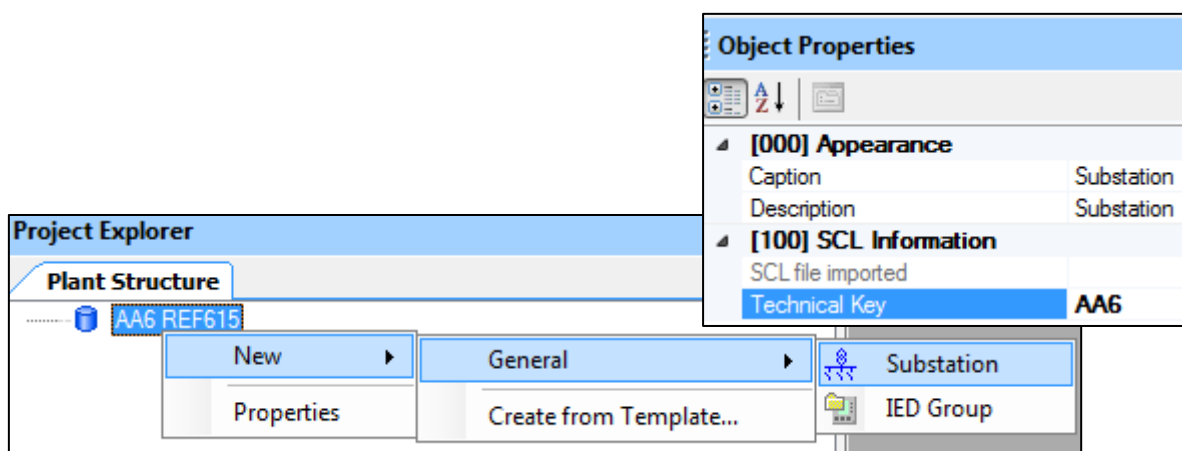 Object Properties
A
Z
[000] Appearance
Caption Substation
Description Substation
[100] SCL Information
SCL file imported
Technical Key AA6
Project Explorer
Plant Structure
AA6 REF615
New General Substation
Properties Create from Template... IED Group